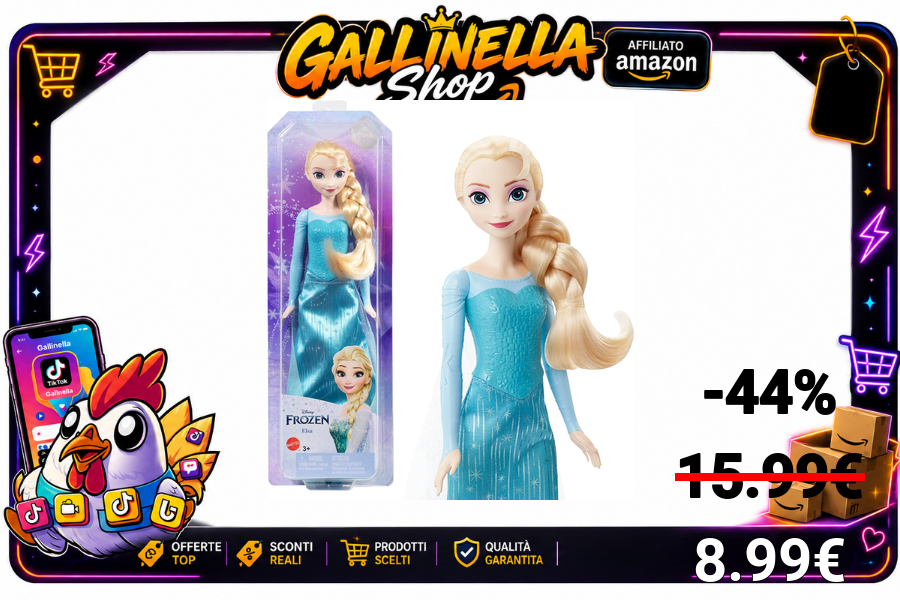 GALLINELLA
Shop
AFFILIATO
amazon
Gallinella
TikTok
Gallinella
Disney
FROZEN
Elsa
3+
-44%
15.99€
8.99€
OFFERTE
TOP
SCONTI
REALI
PRODOTTI
SCELTI
QUALITÀ
GARANTITA